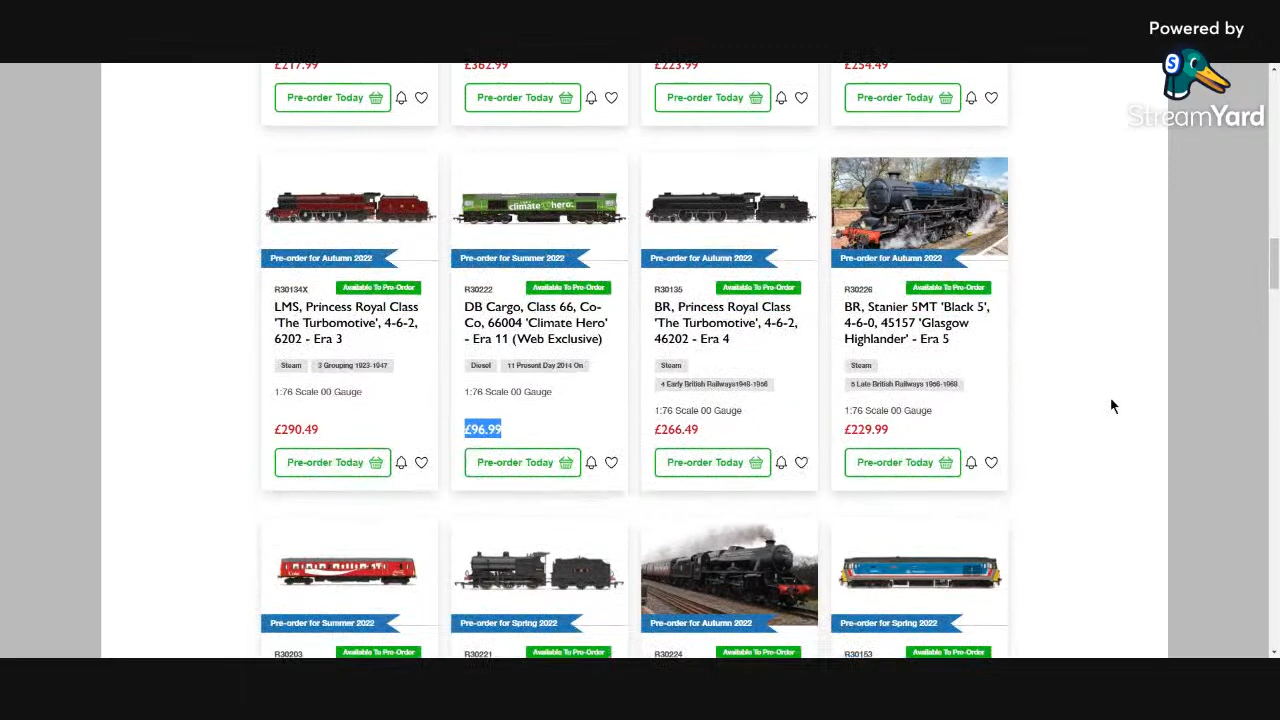 Powered by
StreamYard
£217.99
£362.99
£223.99
£254.49
Pre-order Today
Pre-order Today
Pre-order Today
Pre-order Today
climate hero
Pre-order for Autumn 2022
Pre-order for Summer 2022
Pre-order for Autumn 2022
Pre-order for Autumn 2022
R30134X
Available To Pre-Order
LMS, Princess Royal Class
'The Turbomotive', 4-6-2,
6202 - Era 3
Steam
3 Grouping 1923-1947
1:76 Scale 00 Gauge
£290.49
Pre-order Today
R30222
Available To Pre-Order
DB Cargo, Class 66, Co-
Co, 66004 'Climate Hero'
- Era 11 (Web Exclusive)
Diesel
11 Present Day 2014 On
1:76 Scale 00 Gauge
£96.99
Pre-order Today
R30135
Available To Pre-Order
BR, Princess Royal Class
'The Turbomotive', 4-6-2,
46202 - Era 4
Steam
4 Early British Railways1948-1956
1:76 Scale 00 Gauge
£266.49
Pre-order Today
R30226
Available To Pre-Order
BR, Stanier 5MT 'Black 5',
4-6-0, 45157 'Glasgow
Highlander' - Era 5
Steam
5 Late British Railways 1956-1968
1:76 Scale 00 Gauge
£229.99
Pre-order Today
Pre-order for Summer 2022
Pre-order for Spring 2022
Pre-order for Autumn 2022
Pre-order for Spring 2022
R30203
Available To Pre-Order
R30221
Available To Pre-Order
R30224
Available To Pre-Order
R30153
Available To Pre-Order